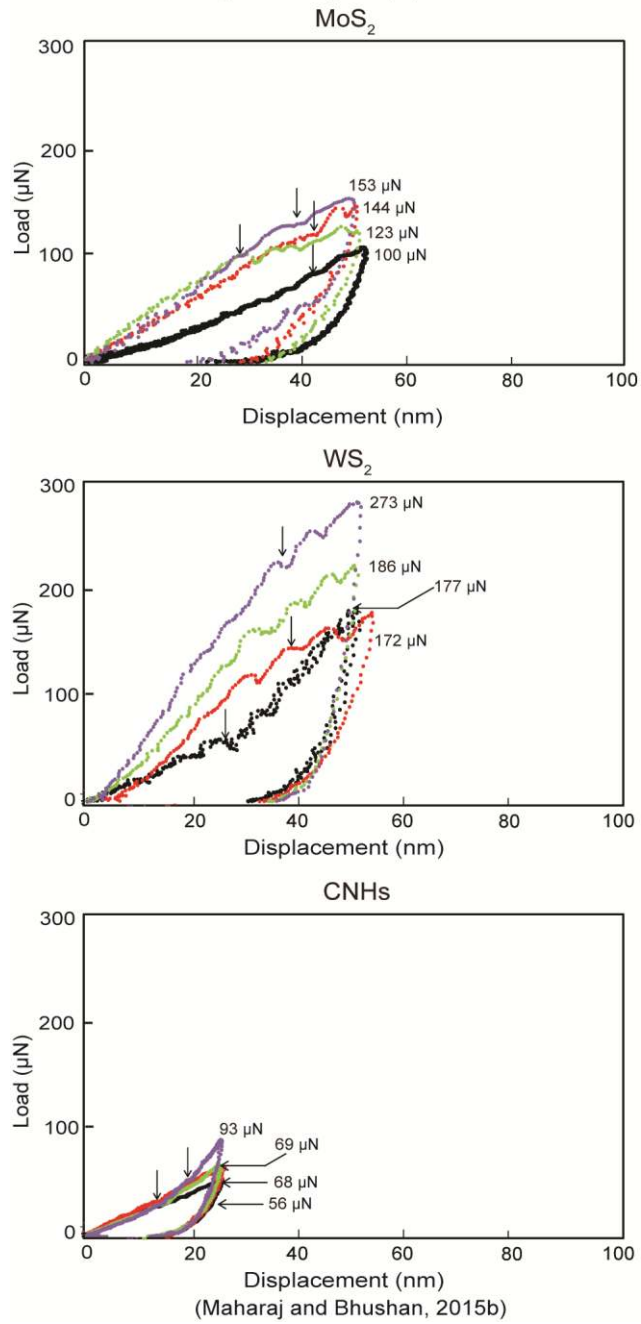 MoS₂
300
200
100
0
Load (µN)
153 µN
144 µN
123 µN
100 µN
0
20
40
60
80
100
Displacement (nm)
WS₂
300
200
100
0
Load (µN)
273 µN
186 µN
177 µN
172 µN
0
20
40
60
80
100
Displacement (nm)
CNHs
300
200
100
0
Load (µN)
93 µN
69 µN
68 µN
56 µN
0
20
40
60
80
100
Displacement (nm)
(Maharaj and Bhushan, 2015b)